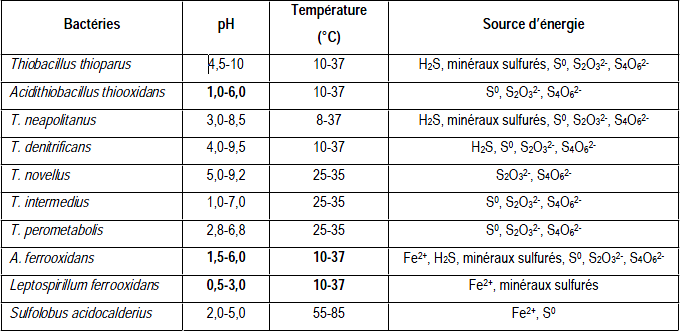 Bactéries pH Température (°C) Source d'énergie
Thiobacillus thioparus 4,5-10 10-37 H2S, minéraux sulfurés, S⁰, S2O3²⁻, S4O6²⁻
Acidithiobacillus thiooxidans 1,0-6,0 10-37 S⁰, S2O3²⁻, S4O6²⁻
T. neapolitanus 3,0-8,5 8-37 H2S, minéraux sulfurés, S⁰, S2O3²⁻, S4O6²⁻
T. denitrificans 4,0-9,5 10-37 H2S, S⁰, S2O3²⁻, S4O6²⁻
T. novellus 5,0-9,2 25-35 S2O3²⁻, S4O6²⁻
T. intermedius 1,0-7,0 25-35 S⁰, S2O3²⁻, S4O6²⁻
T. perometabolis 2,8-6,8 25-35 S⁰, S2O3²⁻, S4O6²⁻
A. ferrooxidans 1,5-6,0 10-37 Fe²⁺, H2S, minéraux sulfurés, S⁰, S2O3²⁻, S4O6²⁻
Leptospirillum ferrooxidans 0,5-3,0 10-37 Fe²⁺, minéraux sulfurés
Sulfolobus acidocalderius 2,0-5,0 55-85 Fe²⁺, S⁰